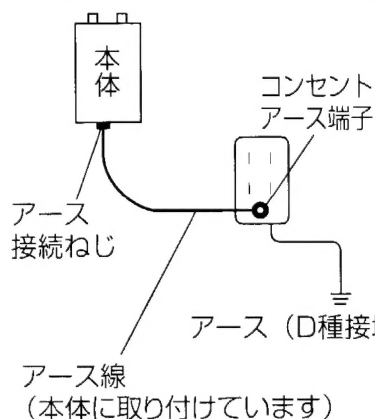 本体
コンセント
アース端子
アース
接続ねじ
アース(D種接
アース線
(本体に取り付けています)